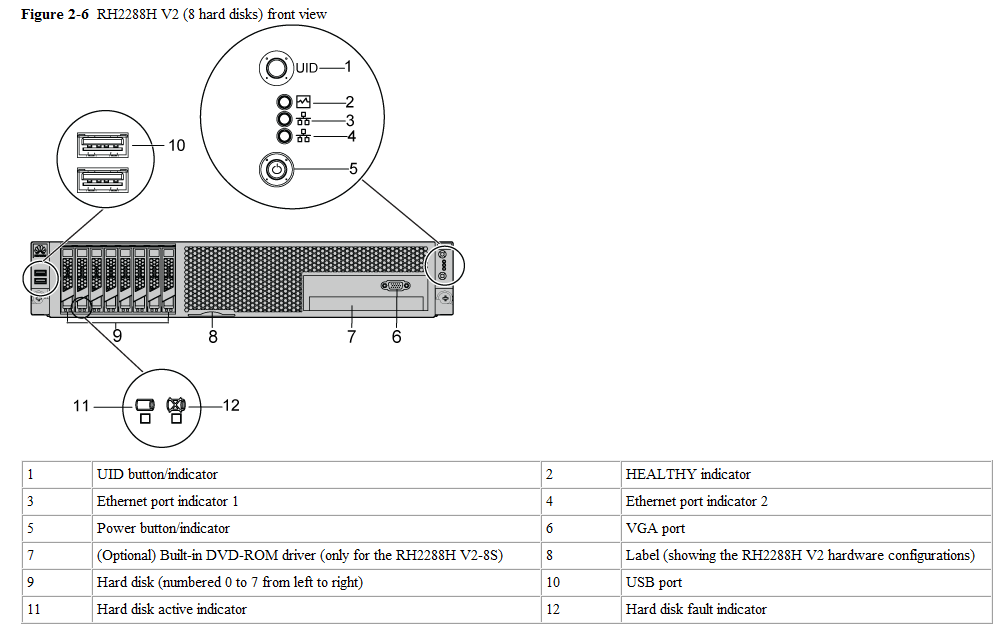 Figure 2-6 RH2288H V2 (8 hard disks) front view
UID 1
2
3
4
5
10
9
8
7
6
11
12
1 UID button/indicator 2 HEALTHY indicator
3 Ethernet port indicator 1 4 Ethernet port indicator 2
5 Power button/indicator 6 VGA port
7 (Optional) Built-in DVD-ROM driver (only for the RH2288H V2-8S) 8 Label (showing the RH2288H V2 hardware configurations)
9 Hard disk (numbered 0 to 7 from left to right) 10 USB port
11 Hard disk active indicator 12 Hard disk fault indicator